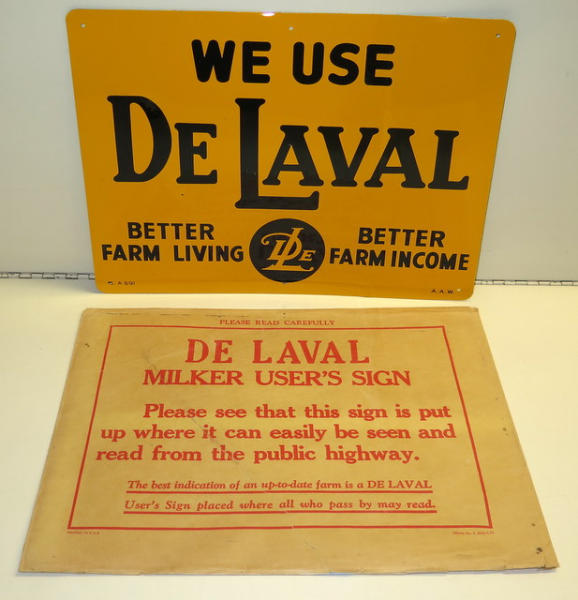 WE USE
DE LAVAL
BETTER FARM LIVING
DL
BETTER FARM INCOME
A.A.W.
PLEASE READ CAREFULLY
DE LAVAL
MILKER USER'S SIGN
Please see that this sign is put
up where it can easily be seen and
read from the public highway.
The best indication of an up-to-date farm is a DE LAVAL
User's Sign placed where all who pass by may read.